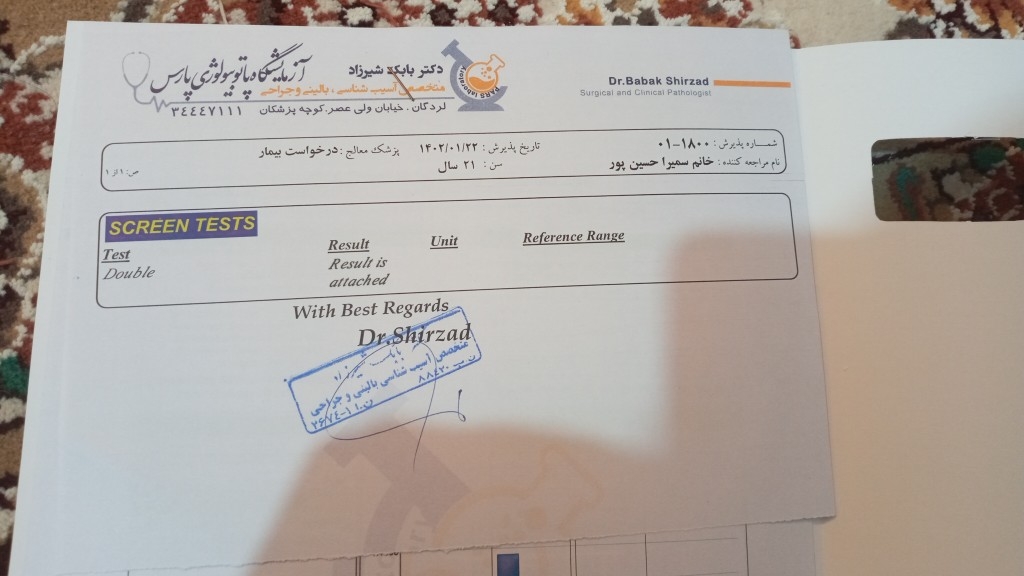 آزمایشگاه پاتوبیولوژی پارس
دکتر بابک شیرزاد
متخصص آسیب شناسی ، بالینی و جراحی
لردگان . خیابان ولی عصر.کوچه پزشکان
۳۴۴۴۷۱۱۱
PARS laboratory
Dr.Babak Shirzad
Surgical and Clinical Pathologist
شمـــاره پذیرش : ۱۸۰۰-۰۱
تاریخ پذیرش : ۱۴۰۲/۰۱/۲۲
پزشک معالج : درخواست بیمار
نام مراجعه کننده : خانم سمیرا حسین پور
سن : ۲۱ سال
ص: ۱ از ۱
SCREEN TESTS
Test Result Unit Reference Range
Double Result is
attached
With Best Regards
Dr.Shirzad
بابک شیرزاد
متخصص آسیب شناسی بالینی و جراحی